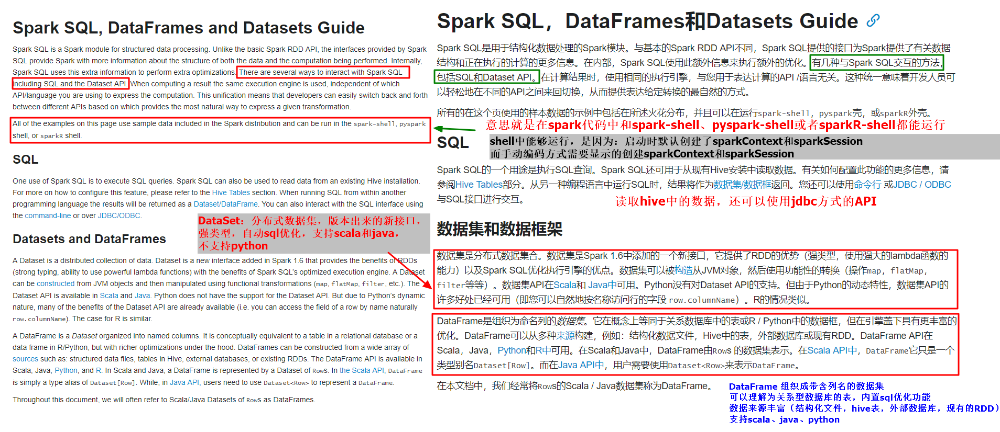 Spark SQL, DataFrames and Datasets Guide
Spark SQL is a Spark module for structured data processing. Unlike the basic Spark RDD API, the interfaces provided by Spark
SQL provide Spark with more information about the structure of both the data and the computation being performed. Internally,
Spark SQL uses this extra information to perform extra optimizations. There are several ways to interact with Spark SQL
including SQL and the Dataset API. When computing a result the same execution engine is used, independent of which
API/language you are using to express the computation. This unification means that developers can easily switch back and forth
between different APIs based on which provides the most natural way to express a given transformation.
All of the examples on this page use sample data included in the Spark distribution and can be run in the spark-shell, pyspark
shell, or sparkR shell.
SQL
One use of Spark SQL is to execute SQL queries. Spark SQL can also be used to read data from an existing Hive installation.
For more on how to configure this feature, please refer to the Hive Tables section. When running SQL from within another
programming language the results will be returned as a Dataset/DataFrame. You can also interact with the SQL interface using
the command-line or over JDBC/ODBC.
DataSet：分布式数据集，版本出来的新接口，
强类型，自动sql优化，支持scala和java，
不支持python
Datasets and DataFrames
A Dataset is a distributed collection of data. Dataset is a new interface added in Spark 1.6 that provides the benefits of RDDs
(strong typing, ability to use powerful lambda functions) with the benefits of Spark SQL's optimized execution engine. A Dataset
can be constructed from JVM objects and then manipulated using functional transformations (map, flatMap, filter, etc.). The
Dataset API is available in Scala and Java. Python does not have the support for the Dataset API. But due to Python's dynamic
nature, many of the benefits of the Dataset API are already available (i.e. you can access the field of a row by name naturally
row.columnName). The case for R is similar.
A DataFrame is a Dataset organized into named columns. It is conceptually equivalent to a table in a relational database or a
data frame in R/Python, but with richer optimizations under the hood. DataFrames can be constructed from a wide array of
sources such as: structured data files, tables in Hive, external databases, or existing RDDs. The DataFrame API is available in
Scala, Java, Python, and R. In Scala and Java, a DataFrame is represented by a Dataset of Rows. In the Scala API, DataFrame
is simply a type alias of Dataset[Row]. While, in Java API, users need to use Dataset<Row> to represent a DataFrame.
Throughout this document, we will often refer to Scala/Java Datasets of Rows as DataFrames.
Spark SQL，DataFrames和Datasets Guide
Spark SQL是用于结构化数据处理的Spark模块。与基本的Spark RDD API不同，Spark SQL提供的接口为Spark提供了有关数据
结构和正在执行的计算的更多信息。在内部，Spark SQL使用此额外信息来执行额外的优化。有几种与Spark SQL交互的方法，
包括SQL和Dataset API。在计算结果时，使用相同的执行引擎，与您用于表达计算的API /语言无关。这种统一意味着开发人员可
以轻松地在不同的API之间来回切换，从而提供表达给定转换的最自然的方式。
所有的在这个页使用的样本数据的示例中包括在所述火花分布，并且可以在运行spark-shell，pyspark壳，或sparkR外壳。
意思就是在spark代码中和spark-shell、pyspark-shell或者sparkR-shell都能运行
SQL
shell中能够运行，是因为：启动时默认创建了sparkContext和sparkSession
而手动编码方式需要显示的创建sparkContext和sparkSession
Spark SQL的一个用途是执行SQL查询。Spark SQL还可用于从现有Hive安装中读取数据。有关如何配置此功能的更多信息，请
参阅Hive Tables部分。从另一种编程语言中运行SQL时，结果将作为数据集/数据框返回。您还可以使用命令行 或JDBC / ODBC
与SQL接口进行交互。
读取hive中的数据，还可以使用jdbc方式的API
数据集和数据框架
数据集是分布式数据集合。数据集是Spark 1.6中添加的一个新接口，它提供了RDD的优势（强类型，使用强大的lambda函数的
能力）以及Spark SQL优化执行引擎的优点。数据集可以被构造从JVM对象，然后使用功能性的转换（操作map，flatMap，
filter等等）。数据集API在Scala和 Java中可用。Python没有对Dataset API的支持。但由于Python的动态特性，数据集API的
许多好处已经可用（即您可以自然地按名称访问行的字段 row.columnName）。R的情况类似。
DataFrame是组织为命名列的数据集。它在概念上等同于关系数据库中的表或R / Python中的数据框，但在引擎盖下具有更丰富的
优化。DataFrame可以从多种来源构建，例如：结构化数据文件，Hive中的表，外部数据库或现有RDD。DataFrame API在
Scala，Java，Python和R中可用。在Scala和Java中，DataFrame由Rows 的数据集表示。在Scala API中，DataFrame它只是一个
类型别名Dataset[Row]。而在Java API中，用户需要使用Dataset<Row>来表示DataFrame。
在本文档中，我们经常将Rows的Scala / Java数据集称为DataFrame。
DataFrame 组织成带含列名的数据集
可以理解为关系型数据库的表，内置sql优化功能
数据来源丰富（结构化文件，hive表，外部数据库，现有的RDD）
支持scala、java、python